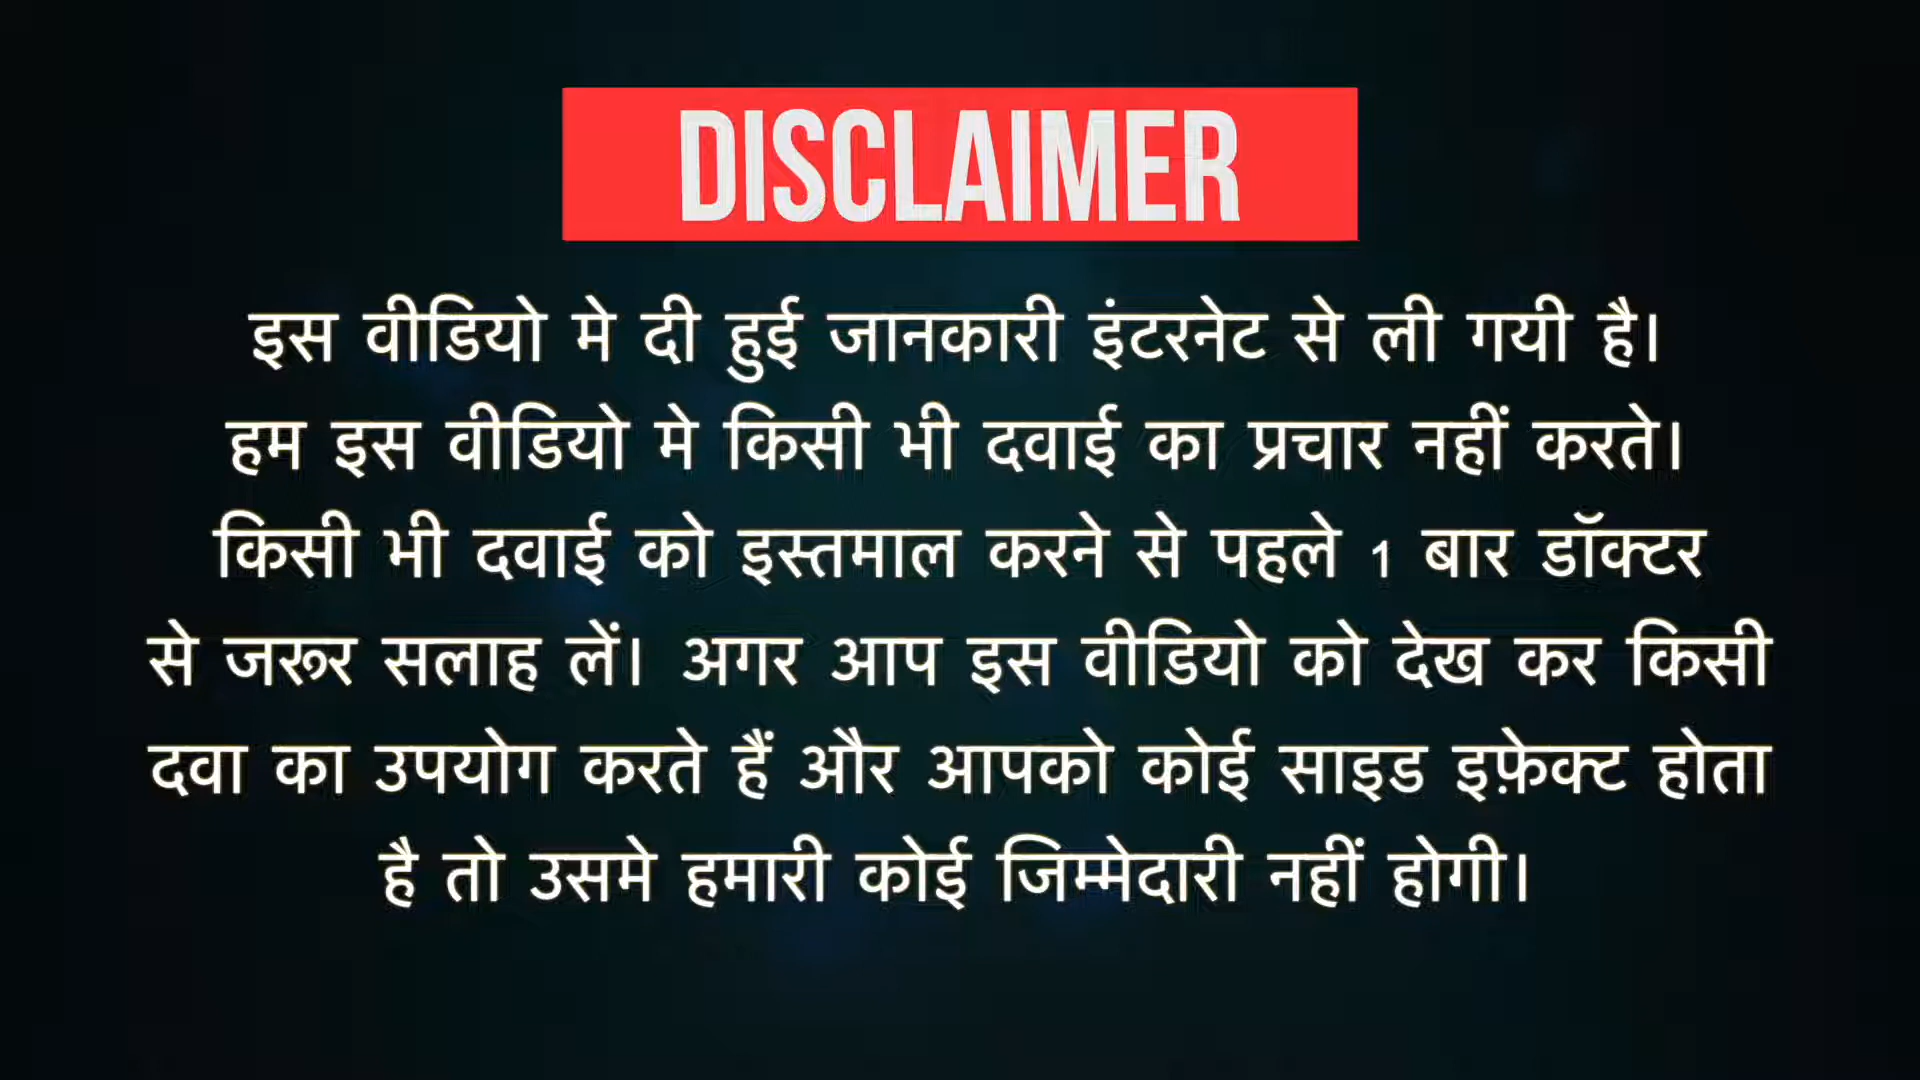 DISCLAIMER
इस वीडियो मे दी हुई जानकारी इंटरनेट से ली गयी है।
हम इस वीडियो मे किसी भी दवाई का प्रचार नहीं करते।
किसी भी दवाई को इस्तमाल करने से पहले 1 बार डॉक्टर
से जरूर सलाह लें। अगर आप इस वीडियो को देख कर किसी
दवा का उपयोग करते हैं और आपको कोई साइड इफ़ेक्ट होता
है तो उसमे हमारी कोई जिम्मेदारी नहीं होगी।